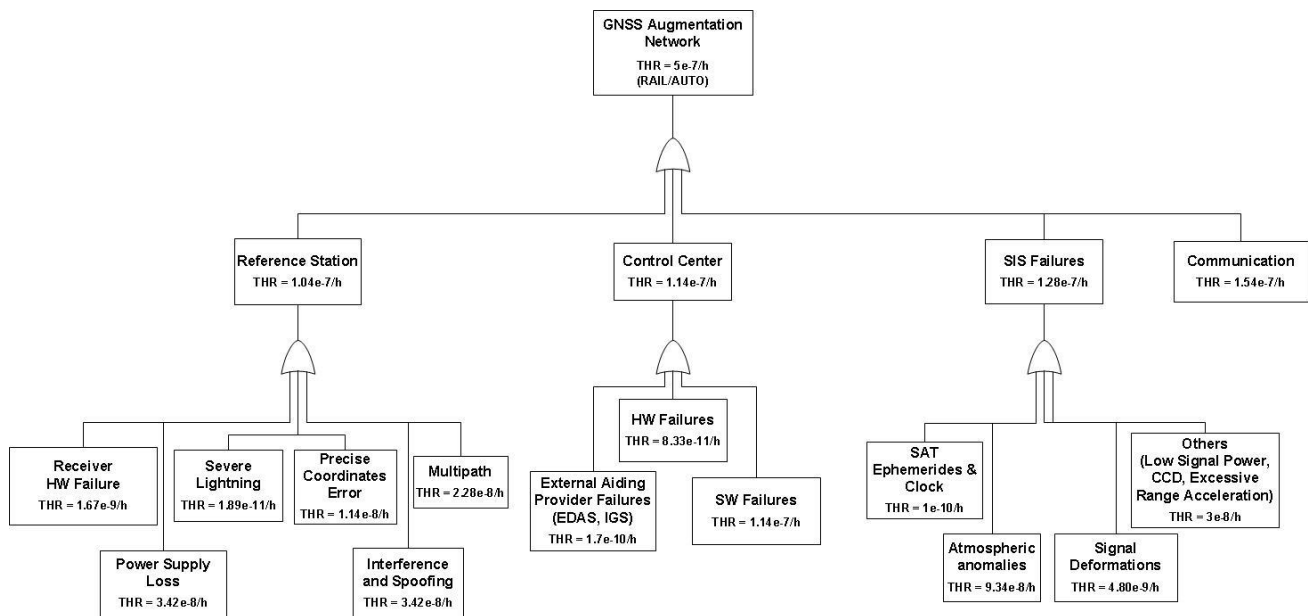 GNSS Augmentation
Network
THR = 5e-7/h
(RAIL/AUTO)
Reference Station
THR = 1.04e-7/h
Control Center
THR = 1.14e-7/h
SIS Failures
THR = 1.28e-7/h
Communication
THR = 1.54e-7/h
Receiver
HW Failure
THR = 1.67e-9/h
Severe
Lightning
THR = 1.89e-11/h
Precise
Coordinates
Error
THR = 1.14e-8/h
Multipath
THR = 2.28e-8/h
Power Supply
Loss
THR = 3.42e-8/h
Interference
and Spoofing
THR = 3.42e-8/h
HW Failures
THR = 8.33e-11/h
External Aiding
Provider Failures
(EDAS, IGS)
THR = 1.7e-10/h
SW Failures
THR = 1.14e-7/h
SAT
Ephemerides &
Clock
THR = 1e-10/h
Others
(Low Signal Power,
CCD, Excessive
Range Acceleration)
THR = 3e-8/h
Atmospheric
anomalies
THR = 9.34e-8/h
Signal
Deformations
THR = 4.80e-9/h